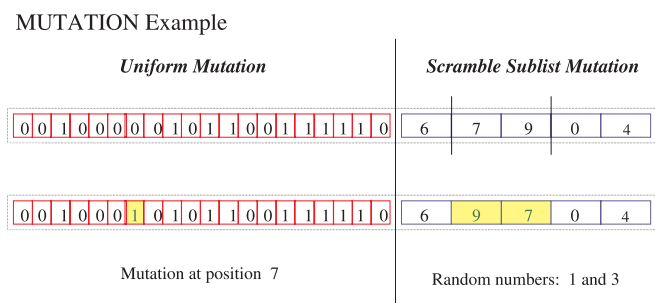 MUTATION Example
Uniform Mutation
Scramble Sublist Mutation
0 0 1 0 0 0 0 0 1 0 1 1 0 0 1 1 1 1 1 0
6 7 9 0 4
0 0 1 0 0 0 1 0 1 0 1 1 0 0 1 1 1 1 1 0
6 9 7 0 4
Mutation at position 7
Random numbers: 1 and 3